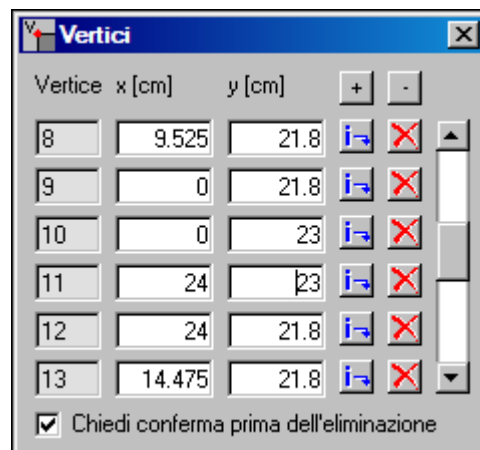 Vertici
Vertice x [cm] y [cm] + -
8 9.525 21.8
9 0 21.8
10 0 23
11 24 23
12 24 21.8
13 14.475 21.8
Chiedi conferma prima dell'eliminazione